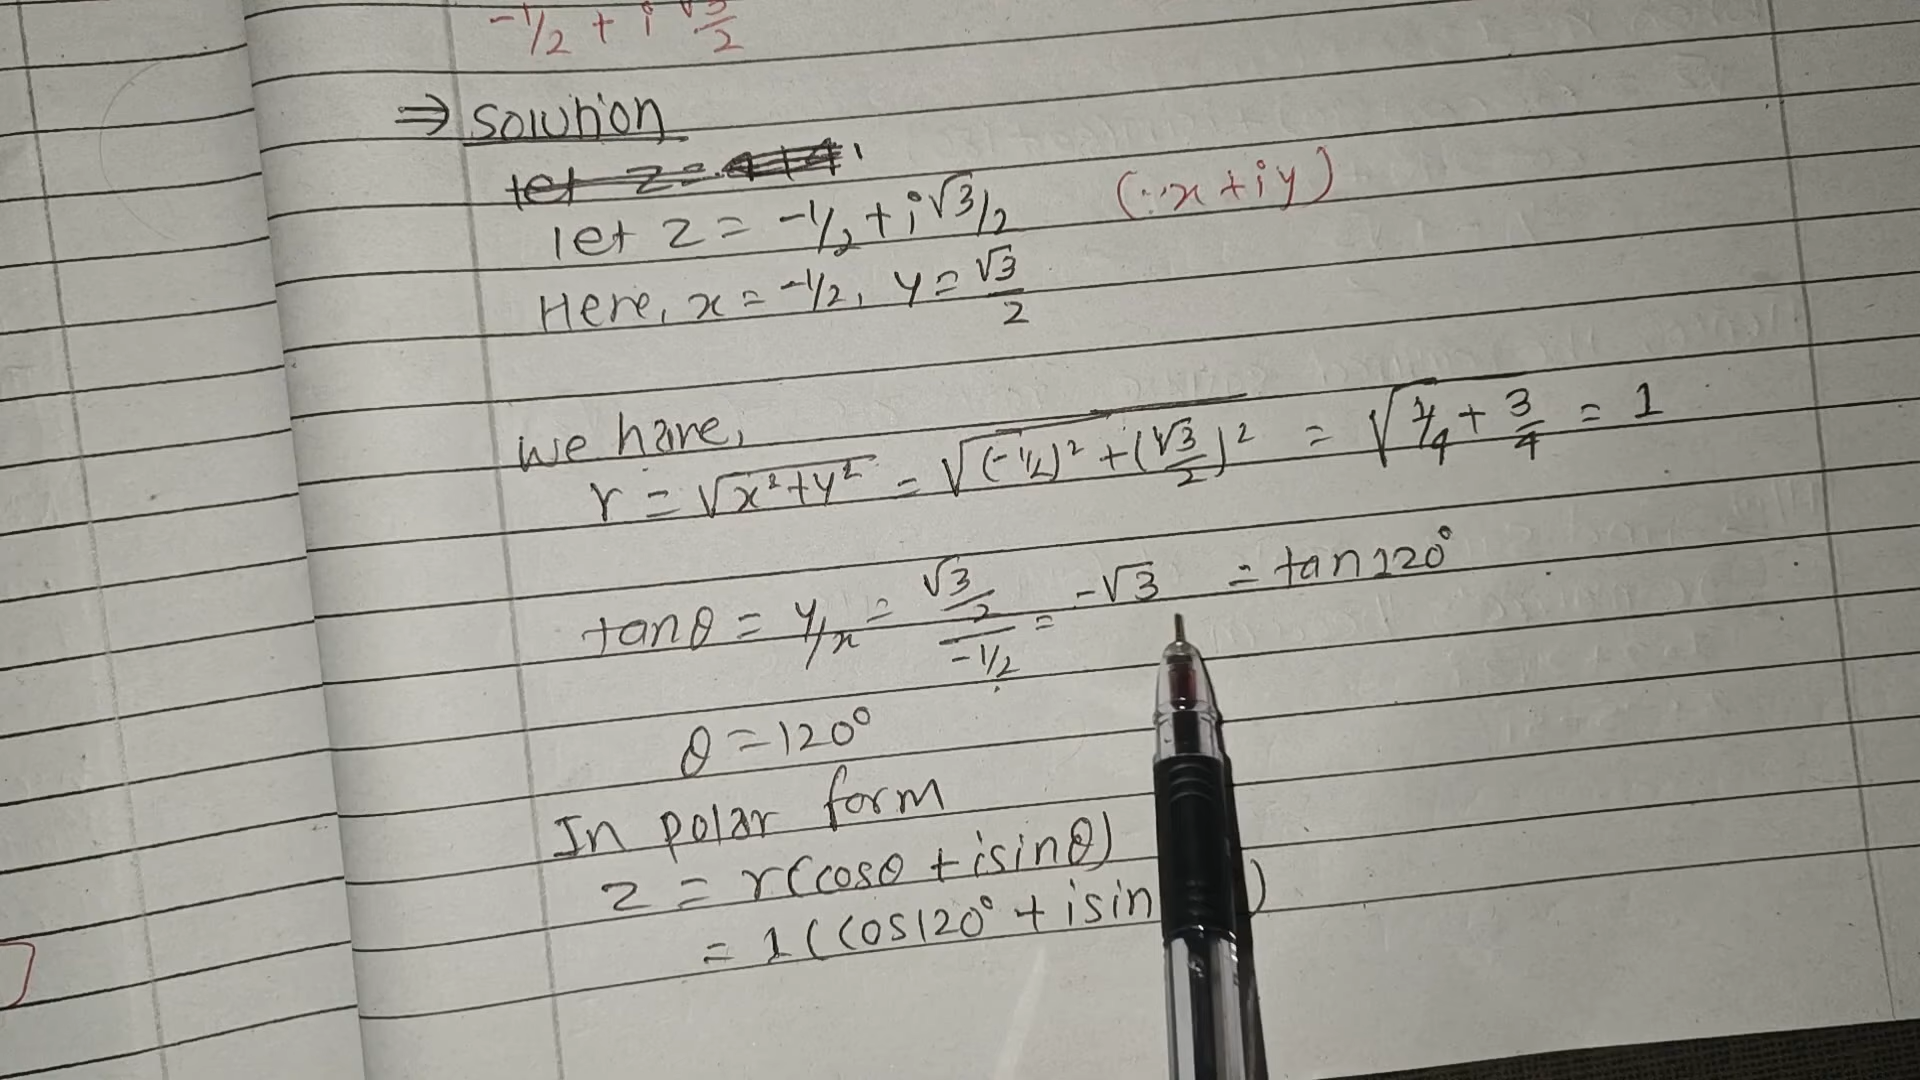 -1/2 + i √3/2
⇒ Solution
let z =
let z = -1/2 + i√3/2 (∵ x + iy)
Here, x = -1/2, y = √3/2
We have,
r = √(x²+y²) = √((-1/2)² + (√3/2)²) = √(1/4 + 3/4) = 1
tanθ = y/x = (√3/2)/(-1/2) = -√3 = tan120°
θ = 120°
In polar form
z = r(cosθ + isinθ)
= 1(cos120° + isin )